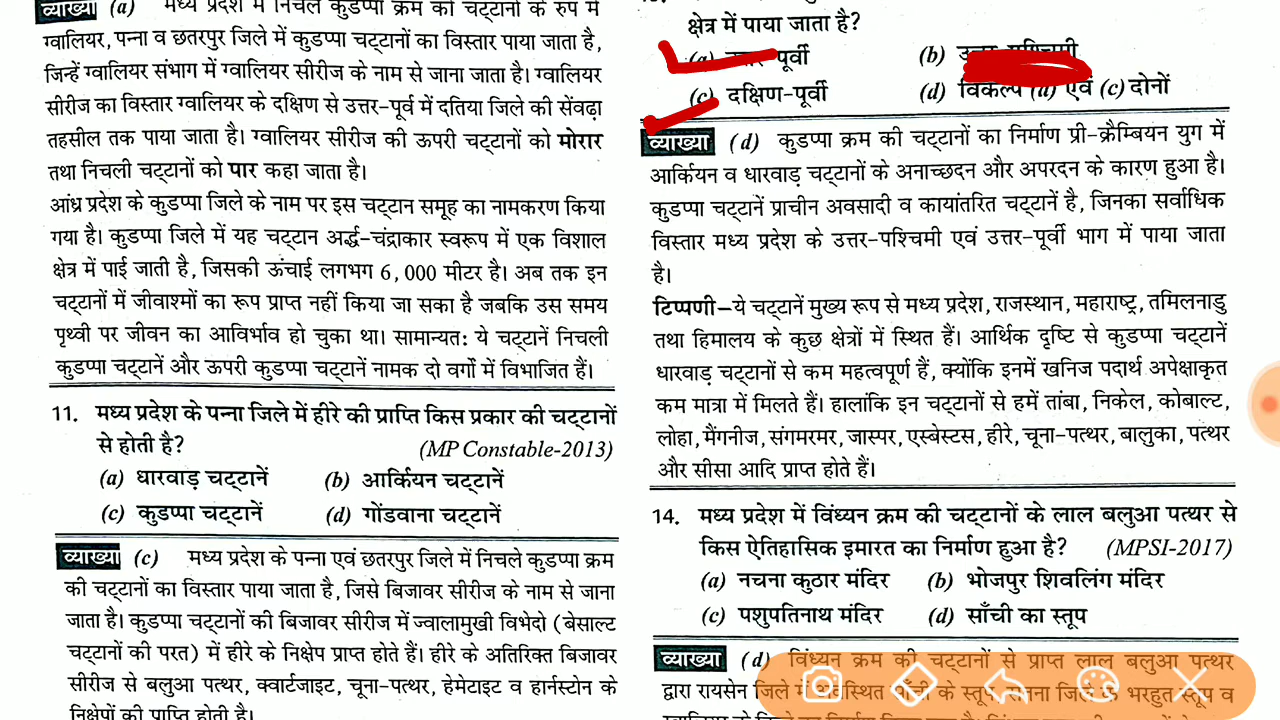 व्याख्या (a) मध्य प्रदेश में निचले कुडप्पा क्रम की चट्टानों के रुप में
ग्वालियर, पन्ना व छतरपुर जिले में कुडप्पा चट्टानों का विस्तार पाया जाता है,
जिन्हें ग्वालियर संभाग में ग्वालियर सीरीज के नाम से जाना जाता है। ग्वालियर
सीरीज का विस्तार ग्वालियर के दक्षिण से उत्तर-पूर्व में दतिया जिले की सेंवढ़ा
तहसील तक पाया जाता है। ग्वालियर सीरीज की ऊपरी चट्टानों को मोरार
तथा निचली चट्टानों को पार कहा जाता है।
आंध्र प्रदेश के कुडप्पा जिले के नाम पर इस चट्टान समूह का नामकरण किया
गया है। कुडप्पा जिले में यह चट्टान अर्द्ध-चंद्राकार स्वरूप में एक विशाल
क्षेत्र में पाई जाती है, जिसकी ऊंचाई लगभग 6,000 मीटर है। अब तक इन
चट्टानों में जीवाश्मों का रूप प्राप्त नहीं किया जा सका है जबकि उस समय
पृथ्वी पर जीवन का आविर्भाव हो चुका था। सामान्यतः ये चट्टानें निचली
कुडप्पा चट्टानें और ऊपरी कुडप्पा चट्टानें नामक दो वर्गों में विभाजित हैं।
11. मध्य प्रदेश के पन्ना जिले में हीरे की प्राप्ति किस प्रकार की चट्टानों
से होती है? (MP Constable-2013)
(a) धारवाड़ चट्टानें (b) आर्कियन चट्टानें
(c) कुडप्पा चट्टानें (d) गोंडवाना चट्टानें
व्याख्या (c) मध्य प्रदेश के पन्ना एवं छतरपुर जिले में निचले कुडप्पा क्रम
की चट्टानों का विस्तार पाया जाता है, जिसे बिजावर सीरीज के नाम से जाना
जाता है। कुडप्पा चट्टानों की बिजावर सीरीज में ज्वालामुखी विभेदो (बेसाल्ट
चट्टानों की परत) में हीरे के निक्षेप प्राप्त होते हैं। हीरे के अतिरिक्त बिजावर
सीरीज से बलुआ पत्थर, क्वार्टजाइट, चूना-पत्थर, हेमेटाइट व हार्नस्टोन के
निक्षेपों की प्राप्ति होती है।
क्षेत्र में पाया जाता है?
(a) पूर्वी (b) उत्तर-पश्चिमी
(c) दक्षिण-पूर्वी (d) विकल्प (a) एवं (c) दोनों
व्याख्या (d) कुडप्पा क्रम की चट्टानों का निर्माण प्री-क्रैम्बियन युग में
आर्कियन व धारवाड़ चट्टानों के अनाच्छदन और अपरदन के कारण हुआ है।
कुडप्पा चट्टानें प्राचीन अवसादी व कायांतरित चट्टानें है, जिनका सर्वाधिक
विस्तार मध्य प्रदेश के उत्तर-पश्चिमी एवं उत्तर-पूर्वी भाग में पाया जाता
है।
टिप्पणी–ये चट्टानें मुख्य रूप से मध्य प्रदेश, राजस्थान, महाराष्ट्र, तमिलनाडु
तथा हिमालय के कुछ क्षेत्रों में स्थित हैं। आर्थिक दृष्टि से कुडप्पा चट्टानें
धारवाड़ चट्टानों से कम महत्वपूर्ण हैं, क्योंकि इनमें खनिज पदार्थ अपेक्षाकृत
कम मात्रा में मिलते हैं। हालांकि इन चट्टानों से हमें तांबा, निकेल, कोबाल्ट,
लोहा, मैंगनीज, संगमरमर, जास्पर, एस्बेस्टस, हीरे, चूना-पत्थर, बालुका, पत्थर
और सीसा आदि प्राप्त होते हैं।
14. मध्य प्रदेश में विंध्यन क्रम की चट्टानों के लाल बलुआ पत्थर से
किस ऐतिहासिक इमारत का निर्माण हुआ है? (MPSI-2017)
(a) नचना कुठार मंदिर (b) भोजपुर शिवलिंग मंदिर
(c) पशुपतिनाथ मंदिर (d) साँची का स्तूप
व्याख्या (d) विंध्यन क्रम की चट्टानों से प्राप्त लाल बलुआ पत्थर
द्वारा रायसेन जिले में अवस्थित साँची के स्तूप, सतना जिले के भरहुत स्तूप व